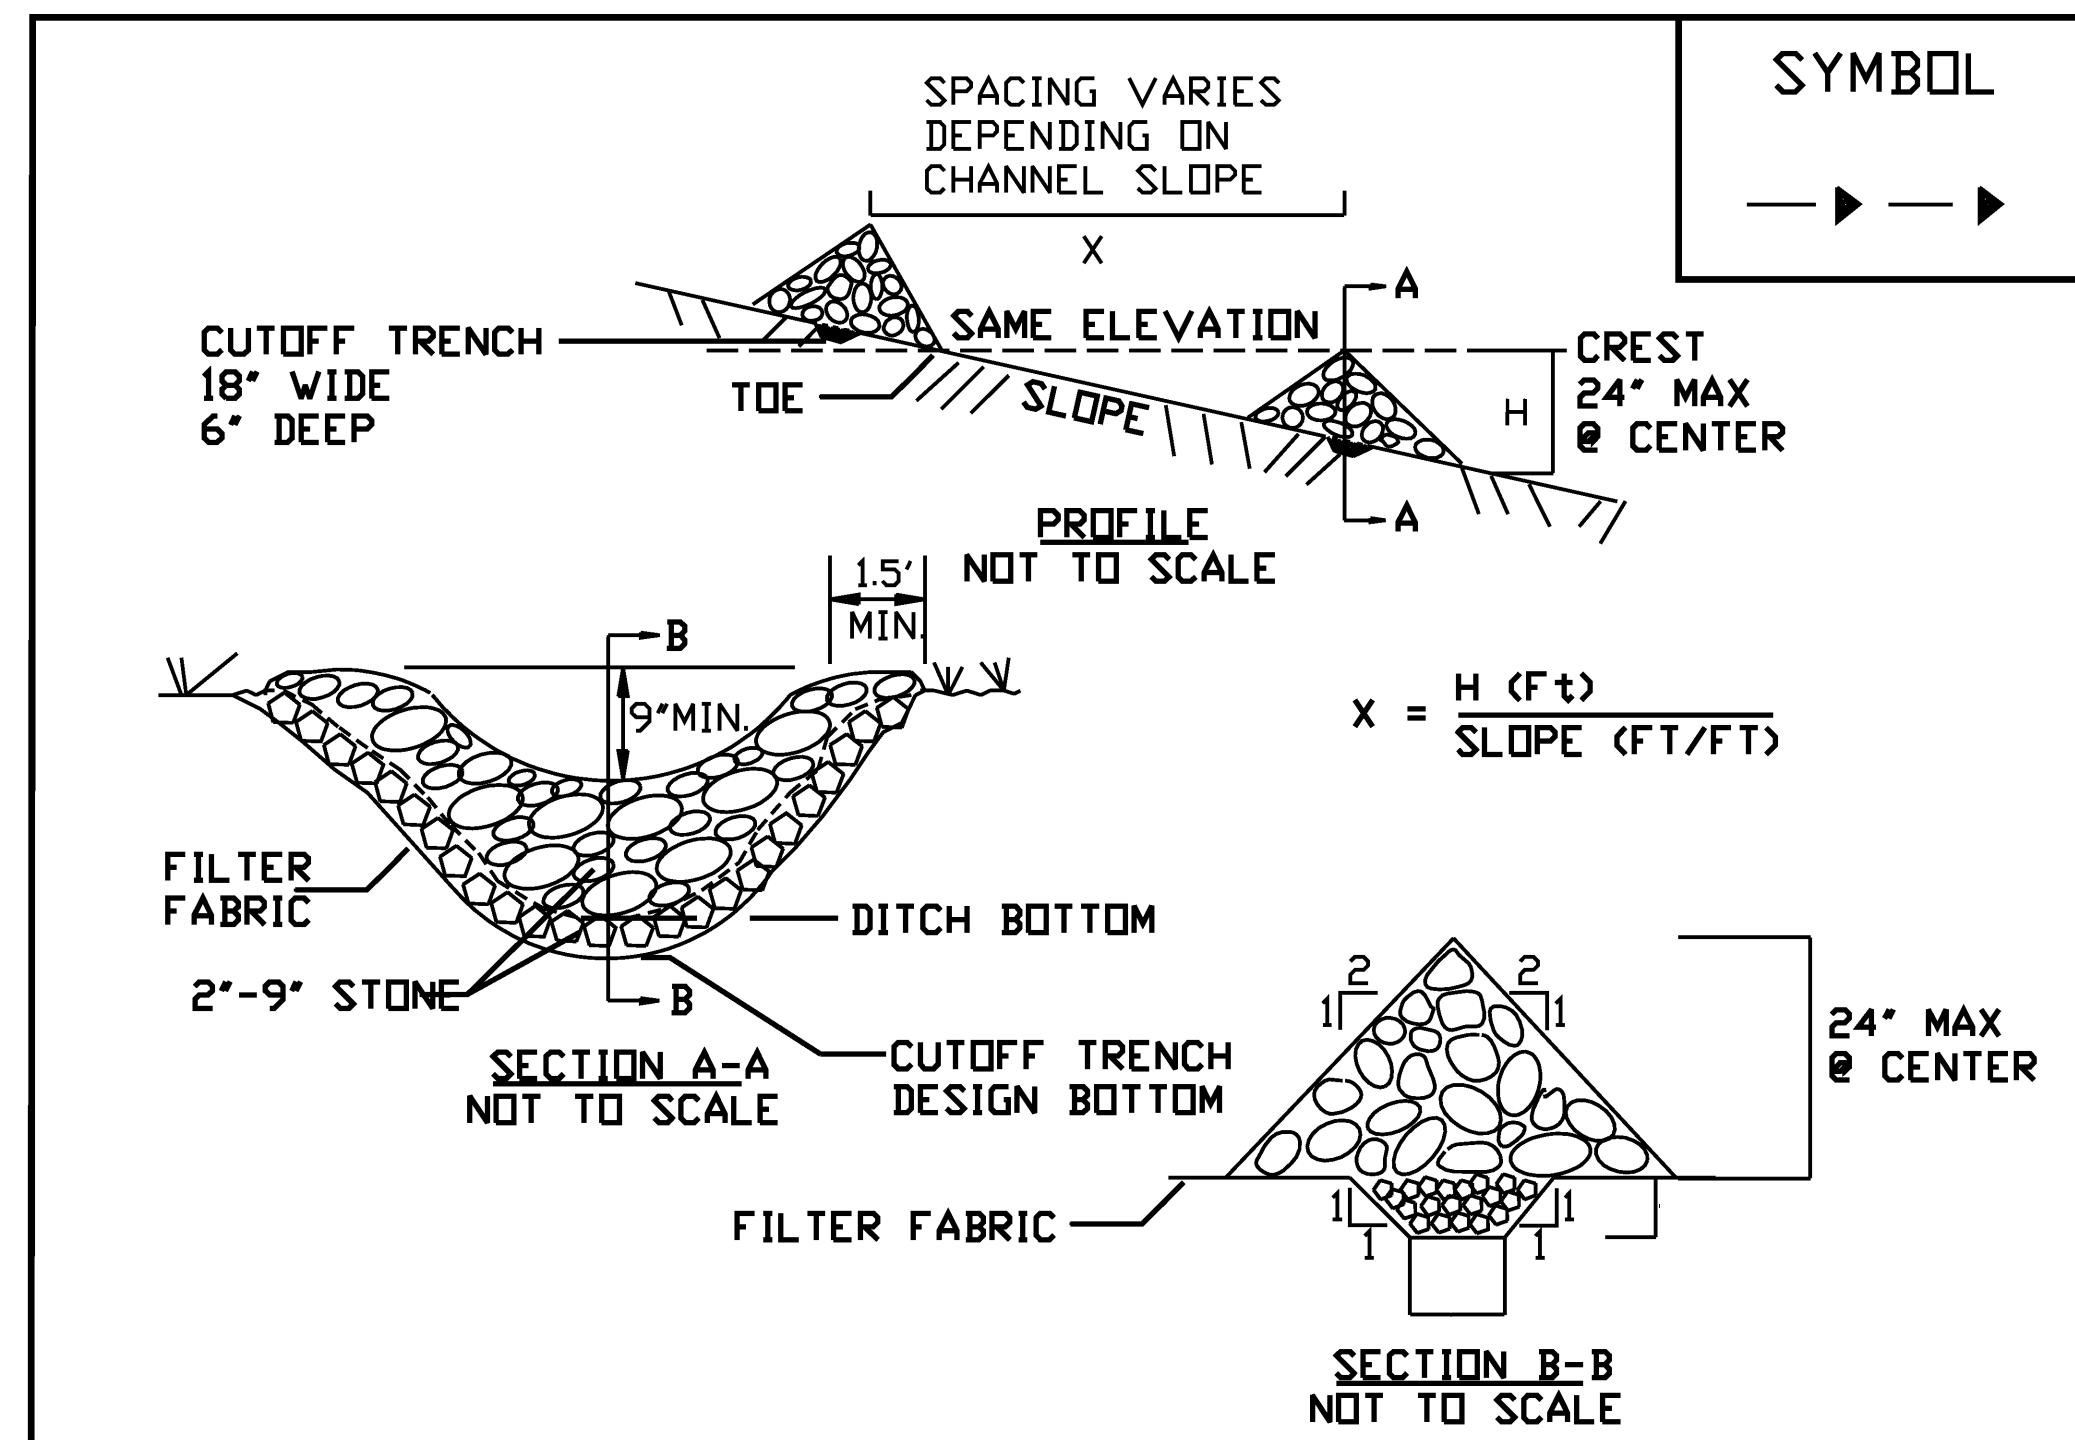 SYMBOL
SPACING VARIES
DEPENDING ON
CHANNEL SLOPE
X
A
SAME ELEVATION
CUTOFF TRENCH
18" WIDE
6" DEEP
TOE
SLOPE
H
CREST
24" MAX
@ CENTER
A
PROFILE
NOT TO SCALE
1.5'
MIN.
B
9"MIN.
X = H (Ft)
SLOPE (FT/FT)
FILTER
FABRIC
DITCH BOTTOM
2"-9" STONE
B
SECTION A-A
NOT TO SCALE
CUTOFF TRENCH
DESIGN BOTTOM
2
1
2
1
24" MAX
@ CENTER
FILTER FABRIC
1
1
1
1
SECTION B-B
NOT TO SCALE